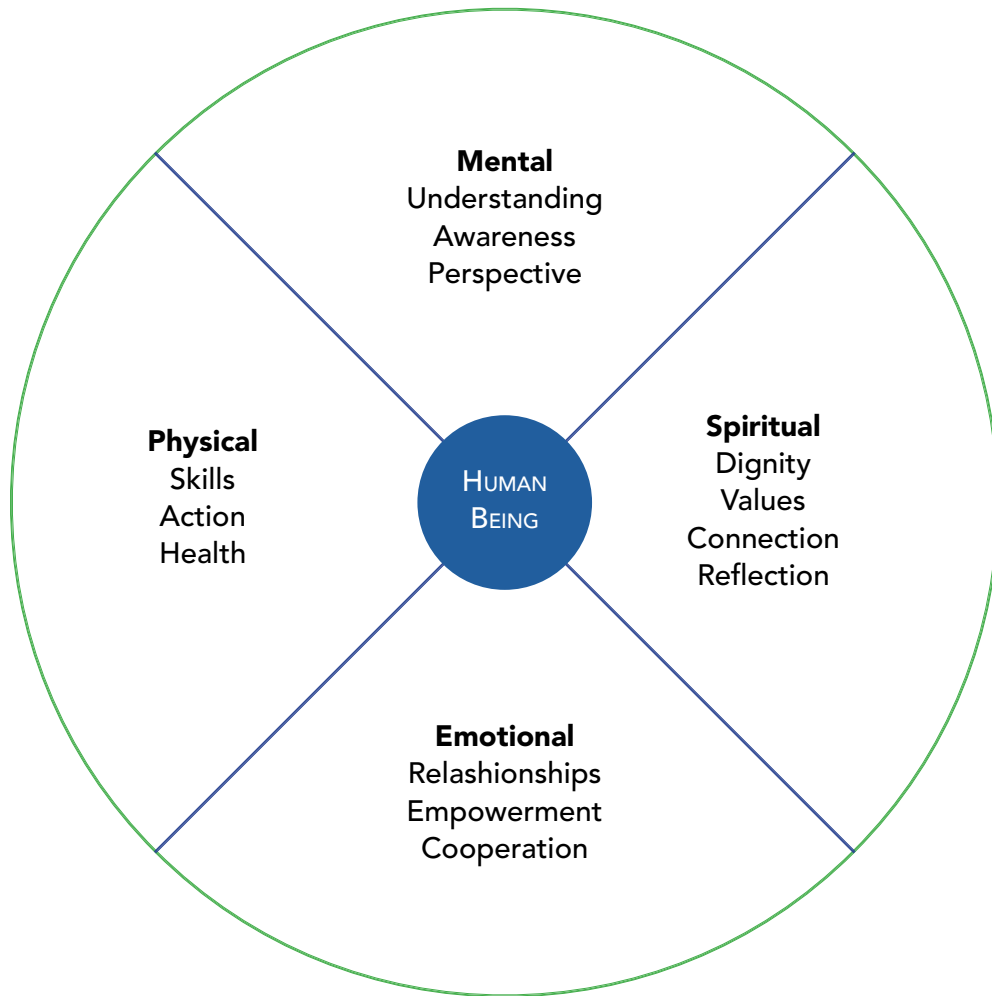 Mental
Understanding
Awareness
Perspective
Physical
Skills
Action
Health
HUMAN
BEING
Spiritual
Dignity
Values
Connection
Reflection
Emotional
Relashionships
Empowerment
Cooperation